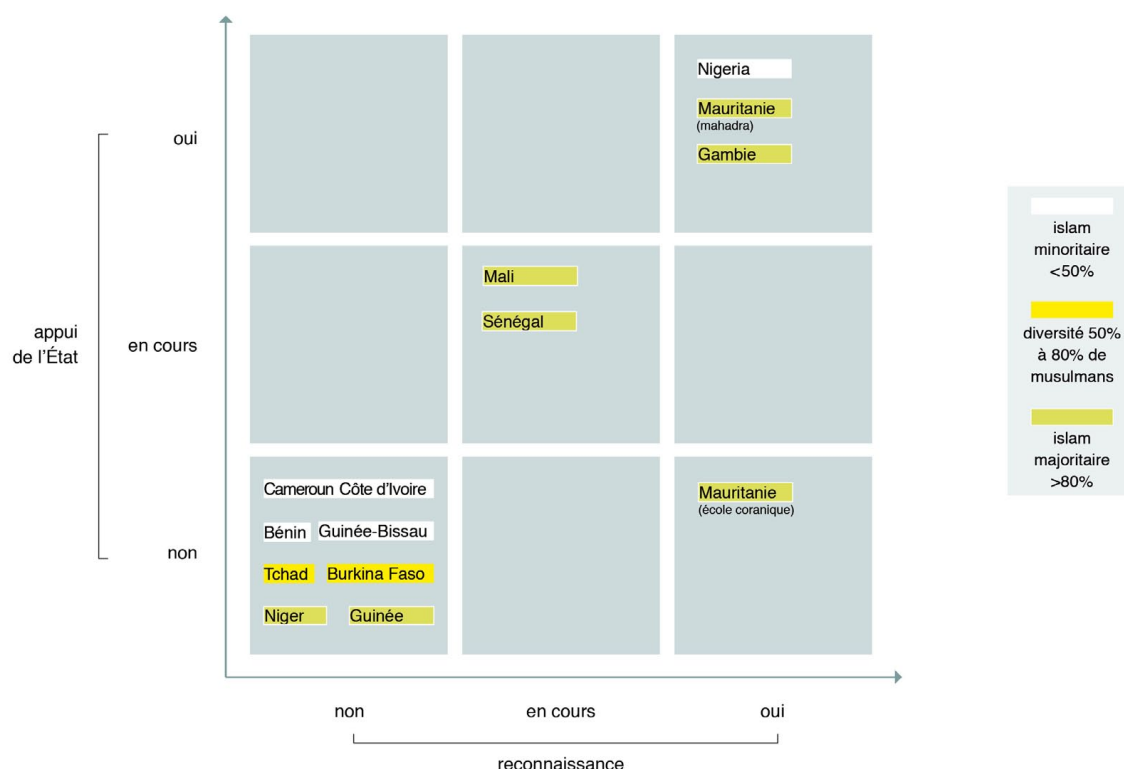 oui
en cours
non
appui
de l’État
Nigeria
Mauritanie
(mahadra)
Gambie
Mali
Sénégal
Cameroun Côte d’Ivoire
Bénin Guinée-Bissau
Tchad Burkina Faso
Niger Guinée
Mauritanie
(école coranique)
non en cours oui
reconnaissance
islam
minoritaire
<50%
diversité 50%
à 80% de
musulmans
islam
majoritaire
>80%